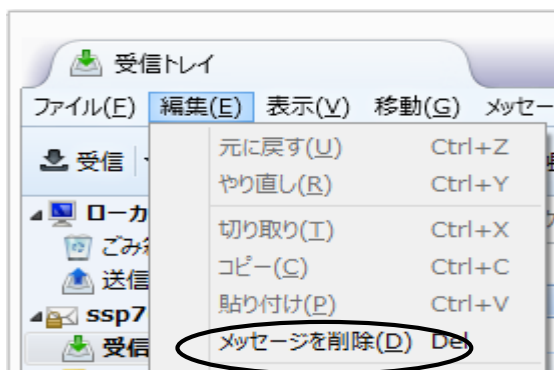 受信トレイ
ファイル(F) 編集(E) 表示(V) 移動(G) メッセー
受信
元に戻す(U) Ctrl+Z
やり直し(R) Ctrl+Y
ローカ
切り取り(T) Ctrl+X
ごみ
コピー(C) Ctrl+C
送信
貼り付け(P) Ctrl+V
ssp7
メッセージを削除(D) Del
受信